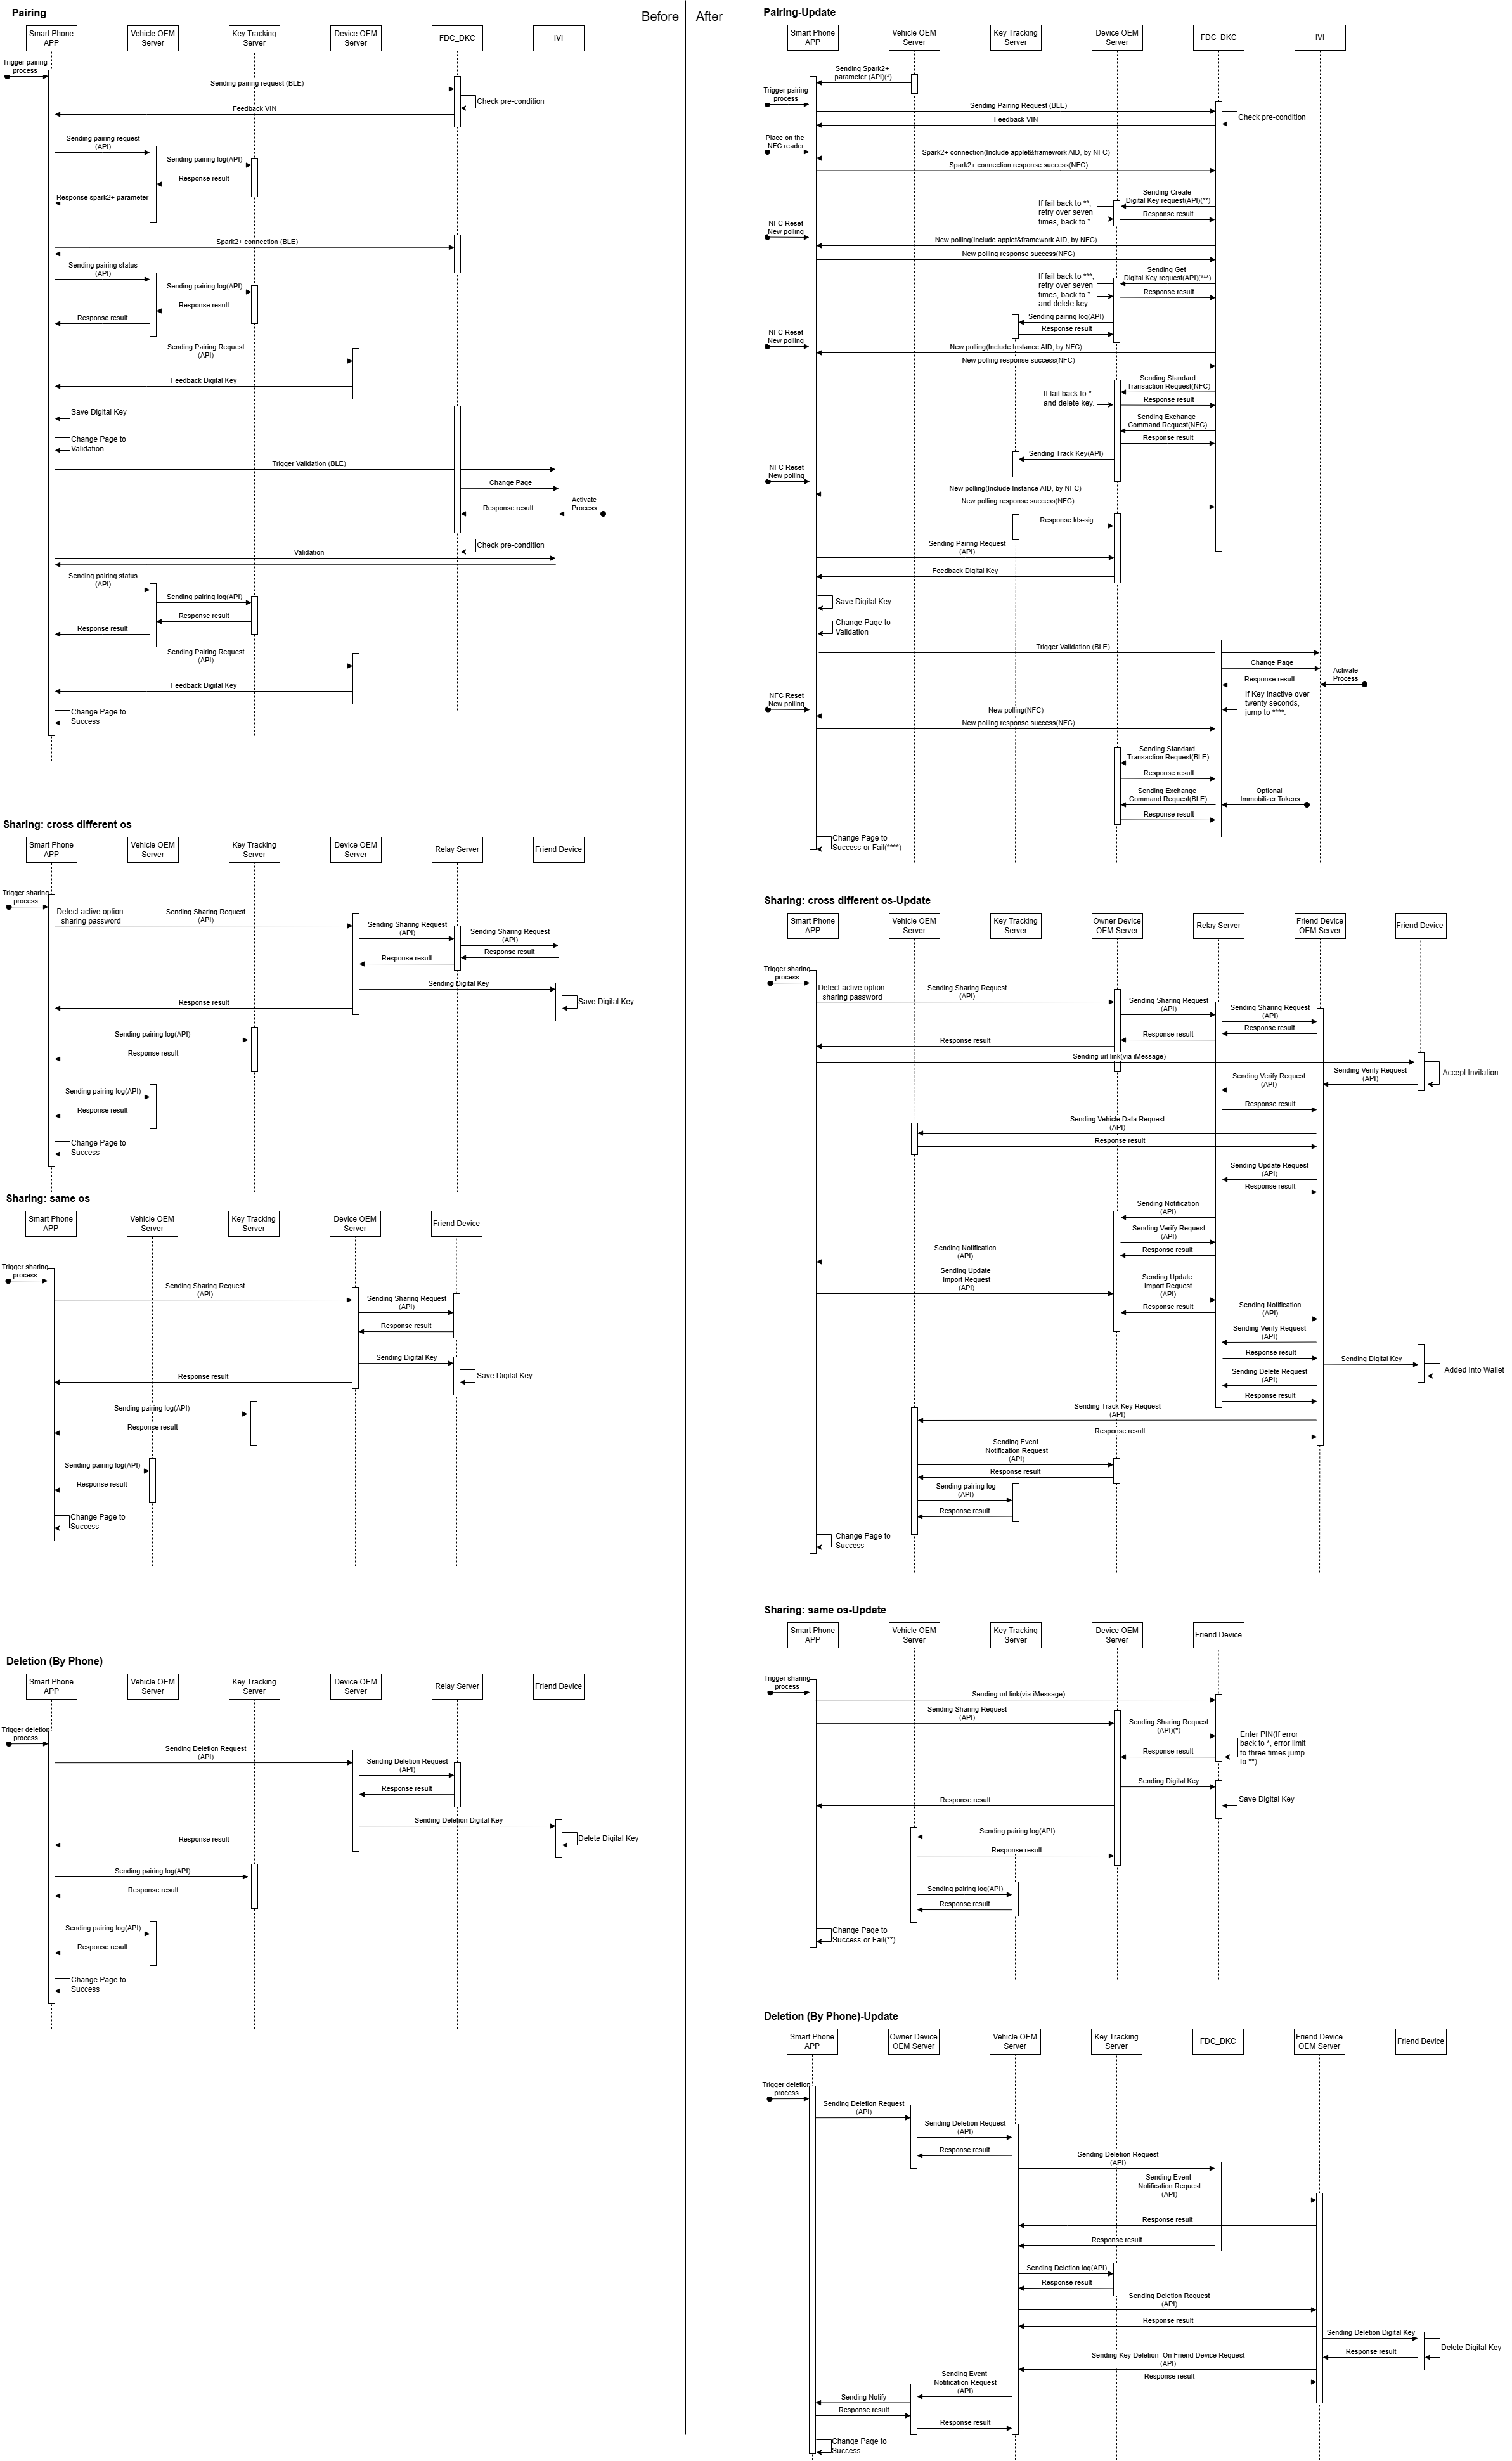 Before
After
Pairing
Smart Phone
APP
Vehicle OEM
Server
Key Tracking
Server
Device OEM
Server
FDC_DKC
IVI
Trigger pairing
process
Sending pairing request (BLE)
Check pre-condition
Feedback VIN
Sending pairing request
(API)
Sending pairing log(API)
Response result
Response spark2+ parameter
Spark2+ connection (BLE)
Sending pairing status
(API)
Sending pairing log(API)
Response result
Response result
Sending Pairing Request
(API)
Feedback Digital Key
Save Digital Key
Change Page to
Validation
Trigger Validation (BLE)
Change Page
Activate
Process
Response result
Check pre-condition
Validation
Sending pairing status
(API)
Sending pairing log(API)
Response result
Response result
Sending Pairing Request
(API)
Feedback Digital Key
Change Page to
Success
Sharing: cross different os
Smart Phone
APP
Vehicle OEM
Server
Key Tracking
Server
Device OEM
Server
Relay Server
Friend Device
Trigger sharing
process
Detect active option:
sharing password
Sending Sharing Request
(API)
Sending Sharing Request
(API)
Sending Sharing Request
(API)
Response result
Response result
Sending Digital Key
Save Digital Key
Response result
Sending pairing log(API)
Response result
Sending pairing log(API)
Response result
Change Page to
Success
Sharing: same os
Smart Phone
APP
Vehicle OEM
Server
Key Tracking
Server
Device OEM
Server
Friend Device
Trigger sharing
process
Sending Sharing Request
(API)
Sending Sharing Request
(API)
Response result
Sending Digital Key
Save Digital Key
Response result
Sending pairing log(API)
Response result
Sending pairing log(API)
Response result
Change Page to
Success
Deletion (By Phone)
Smart Phone
APP
Vehicle OEM
Server
Key Tracking
Server
Device OEM
Server
Relay Server
Friend Device
Trigger deletion
process
Sending Deletion Request
(API)
Sending Deletion Request
(API)
Response result
Sending Deletion Digital Key
Delete Digital Key
Response result
Sending pairing log(API)
Response result
Sending pairing log(API)
Response result
Change Page to
Success
Pairing-Update
Smart Phone
APP
Vehicle OEM
Server
Key Tracking
Server
Device OEM
Server
FDC_DKC
IVI
Sending Spark2+
parameter (API)(*)
Trigger pairing
process
Sending Pairing Request (BLE)
Check pre-condition
Feedback VIN
Place on the
NFC reader
Spark2+ connection(Include applet&framework AID, by NFC)
Spark2+ connection response success(NFC)
Sending Create
Digital Key request(API)(**)
If fail back to **,
retry over seven
times, back to *.
Response result
NFC Reset
New polling
New polling(Include applet&framework AID, by NFC)
New polling response success(NFC)
Sending Get
Digital Key request(API)(***)
If fail back to ***,
retry over seven
times, back to *
and delete key.
Response result
Sending pairing log(API)
Response result
NFC Reset
New polling
New polling(Include Instance AID, by NFC)
New polling response success(NFC)
Sending Standard
Transaction Request(NFC)
If fail back to *
and delete key.
Response result
Sending Exchange
Command Request(NFC)
Response result
Sending Track Key(API)
NFC Reset
New polling
New polling(Include Instance AID, by NFC)
New polling response success(NFC)
Response kts-sig
Sending Pairing Request
(API)
Feedback Digital Key
Save Digital Key
Change Page to
Validation
Trigger Validation (BLE)
Change Page
Activate
Process
Response result
If Key inactive over
twenty seconds,
jump to ****.
NFC Reset
New polling
New polling(NFC)
New polling response success(NFC)
Sending Standard
Transaction Request(BLE)
Response result
Sending Exchange
Command Request(BLE)
Optional
Immobilizer Tokens
Response result
Change Page to
Success or Fail(****)
Sharing: cross different os-Update
Smart Phone
APP
Vehicle OEM
Server
Key Tracking
Server
Owner Device
OEM Server
Relay Server
Friend Device
OEM Server
Friend Device
Trigger sharing
process
Detect active option:
sharing password
Sending Sharing Request
(API)
Sending Sharing Request
(API)
Sending Sharing Request
(API)
Response result
Response result
Response result
Sending url link(via iMessage)
Accept Invitation
Sending Verify Request
(API)
Sending Verify Request
(API)
Response result
Sending Vehicle Data Request
(API)
Response result
Sending Update Request
(API)
Response result
Sending Notification
(API)
Sending Verify Request
(API)
Response result
Sending Notification
(API)
Sending Update
Import Request
(API)
Sending Update
Import Request
(API)
Response result
Sending Notification
(API)
Sending Verify Request
(API)
Response result
Sending Digital Key
Added Into Wallet
Sending Delete Request
(API)
Response result
Sending Track Key Request
(API)
Response result
Sending Event
Notification Request
(API)
Response result
Sending pairing log
(API)
Response result
Change Page to
Success
Sharing: same os-Update
Smart Phone
APP
Vehicle OEM
Server
Key Tracking
Server
Device OEM
Server
Friend Device
Trigger sharing
process
Sending url link(via iMessage)
Sending Sharing Request
(API)
Sending Sharing Request
(API)(*)
Enter PIN(If error
back to *, error limit
to three times jump
to **)
Response result
Sending Digital Key
Save Digital Key
Response result
Sending pairing log(API)
Response result
Sending pairing log(API)
Response result
Change Page to
Success or Fail(**)
Deletion (By Phone)-Update
Smart Phone
APP
Owner Device
OEM Server
Vehicle OEM
Server
Key Tracking
Server
FDC_DKC
Friend Device
OEM Server
Friend Device
Trigger deletion
process
Sending Deletion Request
(API)
Sending Deletion Request
(API)
Response result
Sending Deletion Request
(API)
Sending Event
Notification Request
(API)
Response result
Response result
Sending Deletion log(API)
Response result
Sending Deletion Request
(API)
Response result
Sending Deletion Digital Key
Delete Digital Key
Response result
Sending Key Deletion On Friend Device Request
(API)
Response result
Sending Event
Notification Request
(API)
Sending Notify
Response result
Response result
Change Page to
Success